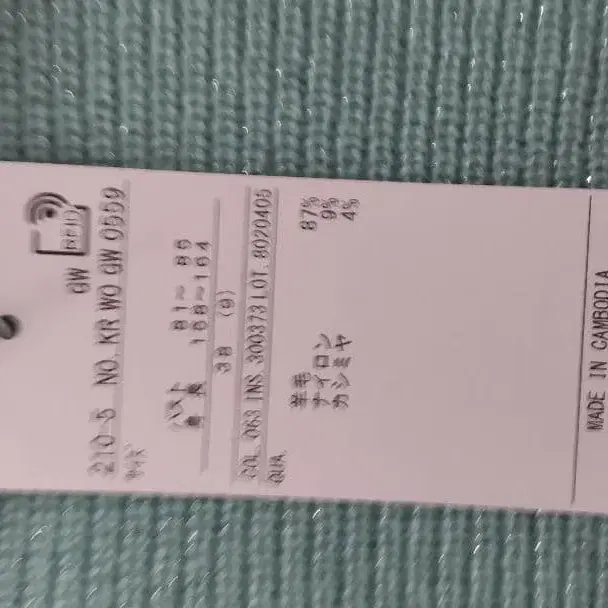 RFID
GW
210-5 NO.KR WO GW 0559
サイズ
バスト 81～ 86
身 長 158～164
38 (9)
COL.063 INS.300373 LOT.8020405
QUA.
羊毛 87%
ナイロン 9%
カシミヤ 4%
MADE IN CAMBODIA